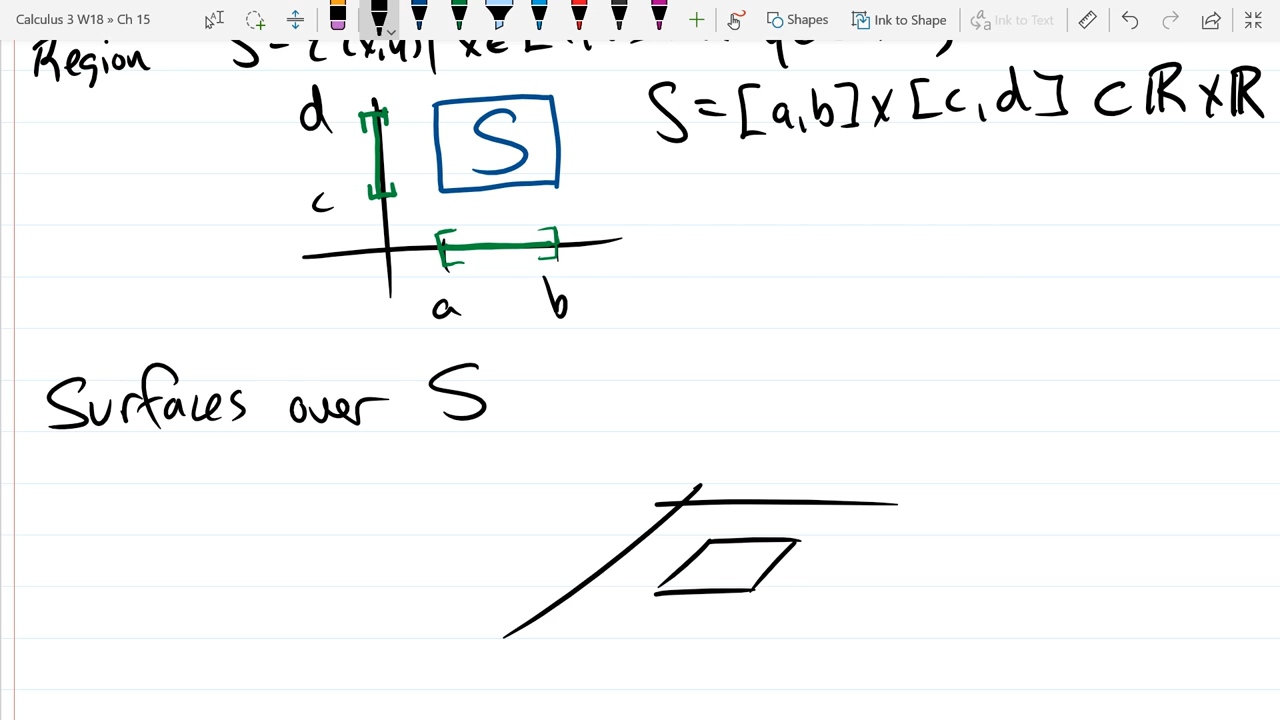 Calculus 3 W18 » Ch 15
Shapes
Ink to Shape
Ink to Text
Region
S = [a,b] × [c,d] ⊂ ℝ × ℝ
d
S
c
a b
Surfaces over S